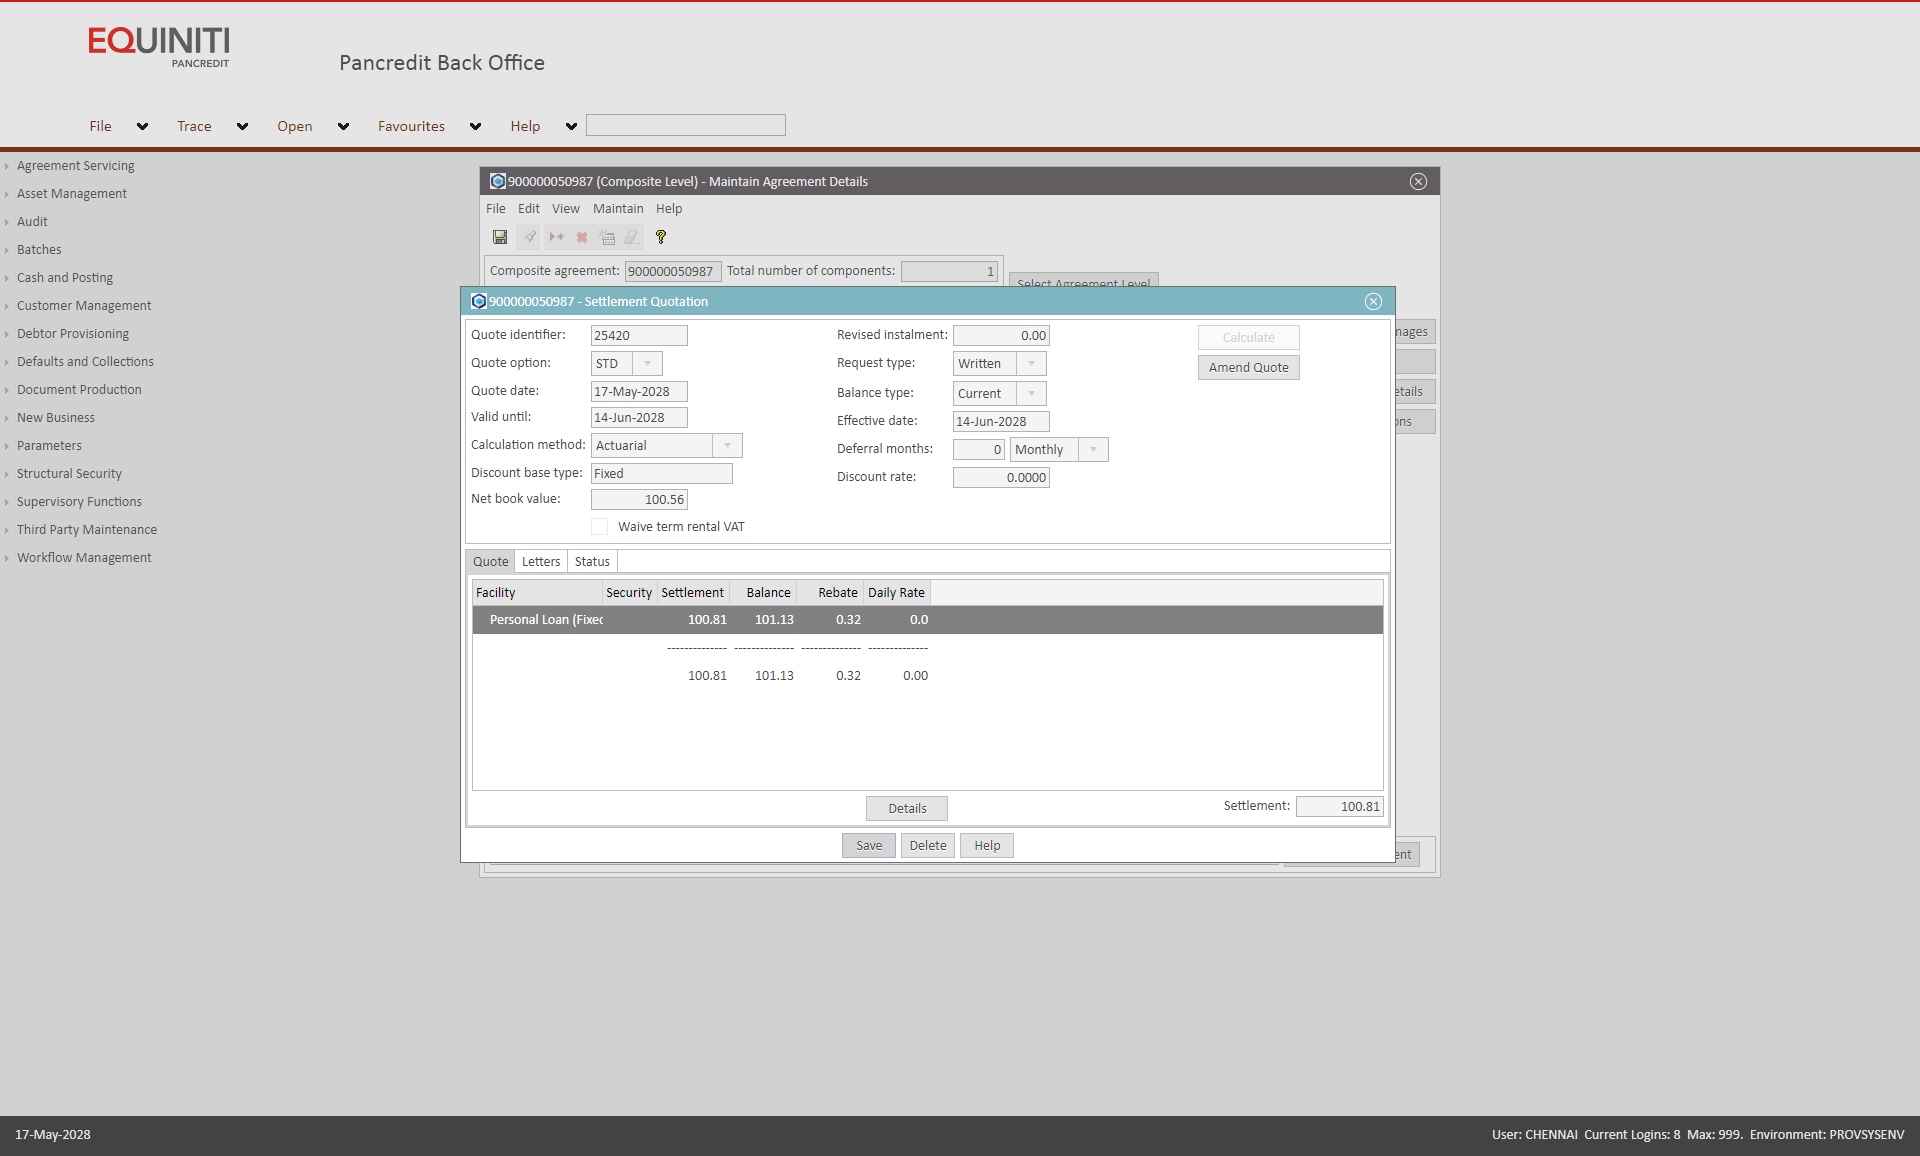 EQUINITI
PANCREDIT
Pancredit Back Office
File Trace Open Favourites Help
Agreement Servicing
Asset Management
Audit
Batches
Cash and Posting
Customer Management
Debtor Provisioning
Defaults and Collections
Document Production
New Business
Parameters
Structural Security
Supervisory Functions
Third Party Maintenance
Workflow Management
900000050987 (Composite Level) - Maintain Agreement Details
File Edit View Maintain Help
Composite agreement: 900000050987 Total number of components: 1
Select Agreement Level
900000050987 - Settlement Quotation
Quote identifier: 25420 Revised instalment: 0.00 Calculate
Quote option: STD Request type: Written Amend Quote
Quote date: 17-May-2028 Balance type: Current
Valid until: 14-Jun-2028 Effective date: 14-Jun-2028
Calculation method: Actuarial Deferral months: 0 Monthly
Discount base type: Fixed Discount rate: 0.0000
Net book value: 100.56
Waive term rental VAT
Quote Letters Status
Facility Security Settlement Balance Rebate Daily Rate
Personal Loan (Fixec 100.81 101.13 0.32 0.0
-------------- -------------- -------------- --------------
100.81 101.13 0.32 0.00
Details Settlement: 100.81
Save Delete Help
17-May-2028 User: CHENNAI Current Logins: 8 Max: 999. Environment: PROVSYSENV